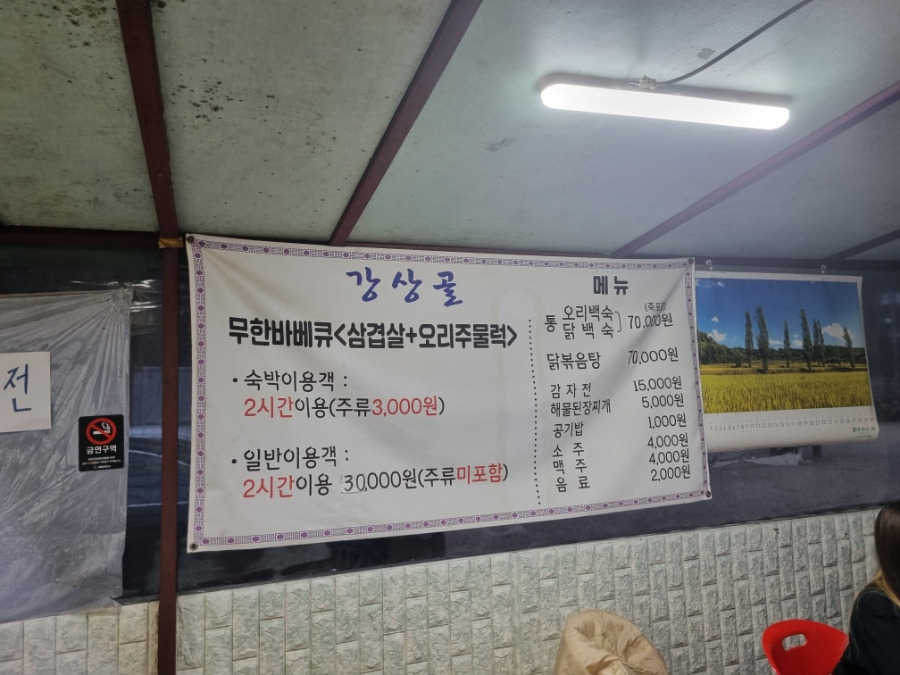 강상골
무한바베큐<삼겹살+오리주물럭>
• 숙박이용객 :
2시간이용(주류3,000원)
• 일반이용객 :
2시간이용 30,000원(주류미포함)
메뉴
통 오리백숙 닭백숙 ] (죽포함) 70,000원
닭볶음탕 70,000원
감자전 15,000원
해물된장찌개 5,000원
공기밥 1,000원
소주 4,000원
맥주 4,000원
음료 2,000원
전
금연구역